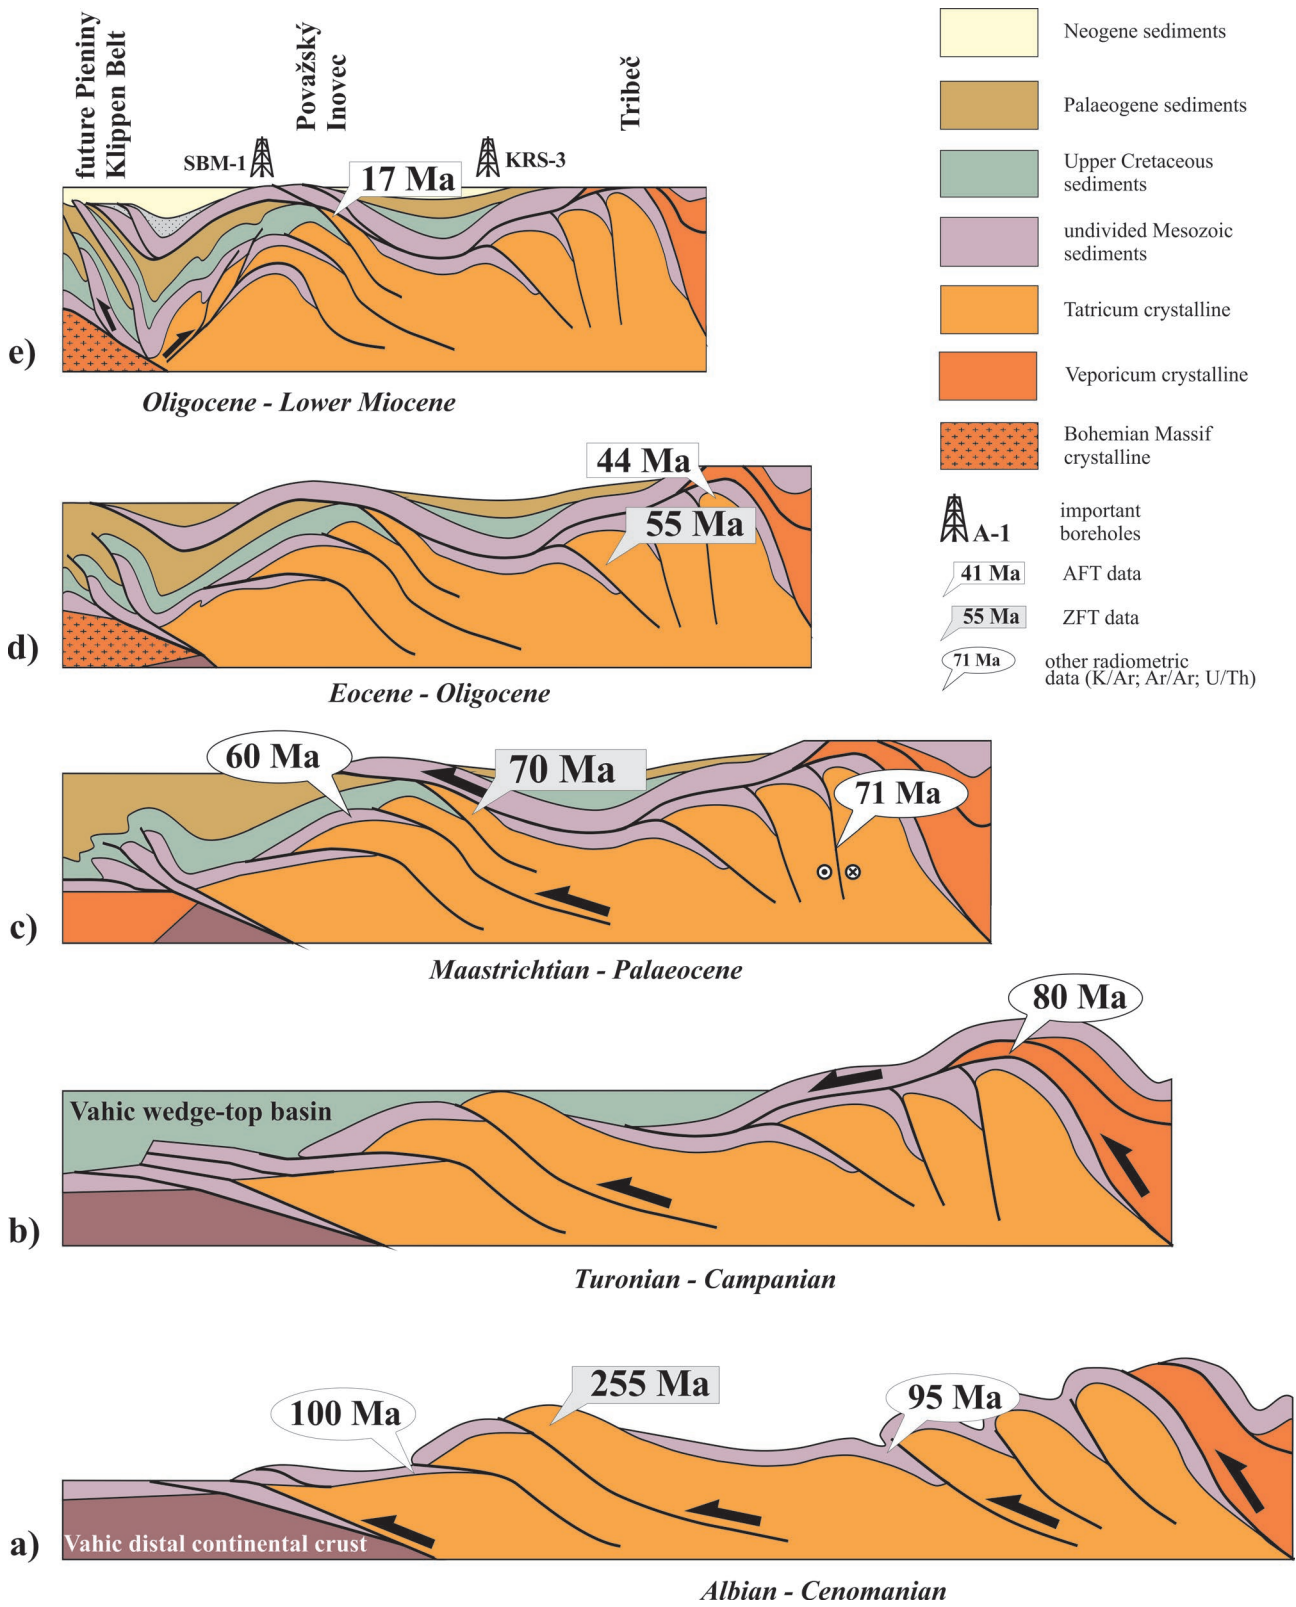 future Pieniny
Klippen Belt
Považský
Inovec
Tribeč
SBM-1
KRS-3
17 Ma
e)
Oligocene - Lower Miocene
44 Ma
55 Ma
d)
Eocene - Oligocene
60 Ma
70 Ma
71 Ma
c)
Maastrichtian - Palaeocene
80 Ma
Vahic wedge-top basin
b)
Turonian - Campanian
255 Ma
100 Ma
95 Ma
Vahic distal continental crust
a)
Albian - Cenomanian
Neogene sediments
Palaeogene sediments
Upper Cretaceous
sediments
undivided Mesozoic
sediments
Tatricum crystalline
Veporicum crystalline
Bohemian Massif
crystalline
A-1
important
boreholes
41 Ma
AFT data
55 Ma
ZFT data
71 Ma
other radiometric
data (K/Ar; Ar/Ar; U/Th)